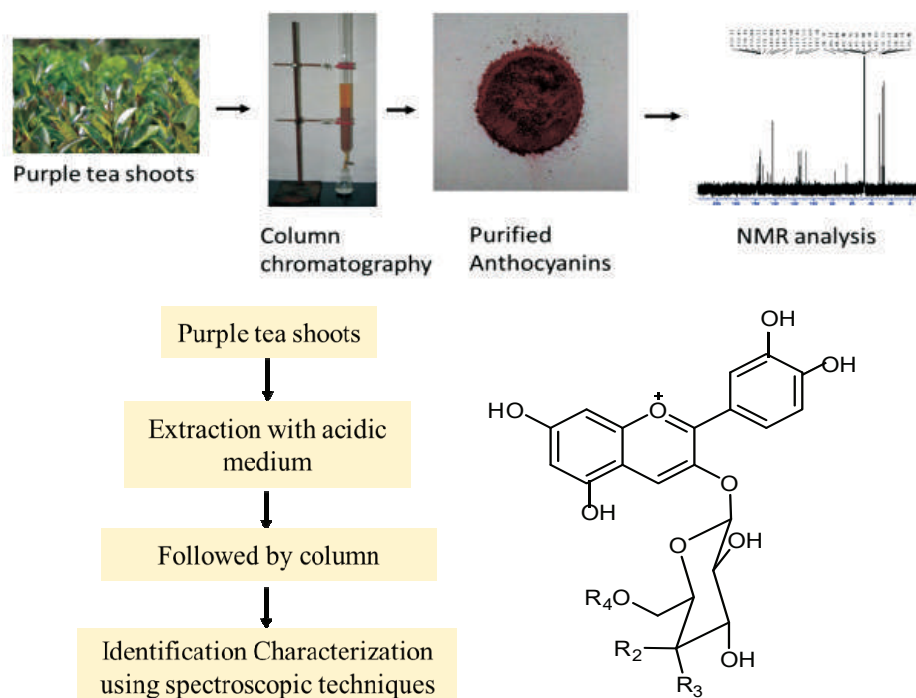 Purple tea shoots
Column
chromatography
Purified
Anthocyanins
NMR analysis
Purple tea shoots
Extraction with acidic
medium
Followed by column
Identification Characterization
using spectroscopic techniques
OH
OH
HO
O
+
O
OH
O
OH
R4O
R2
OH
R3